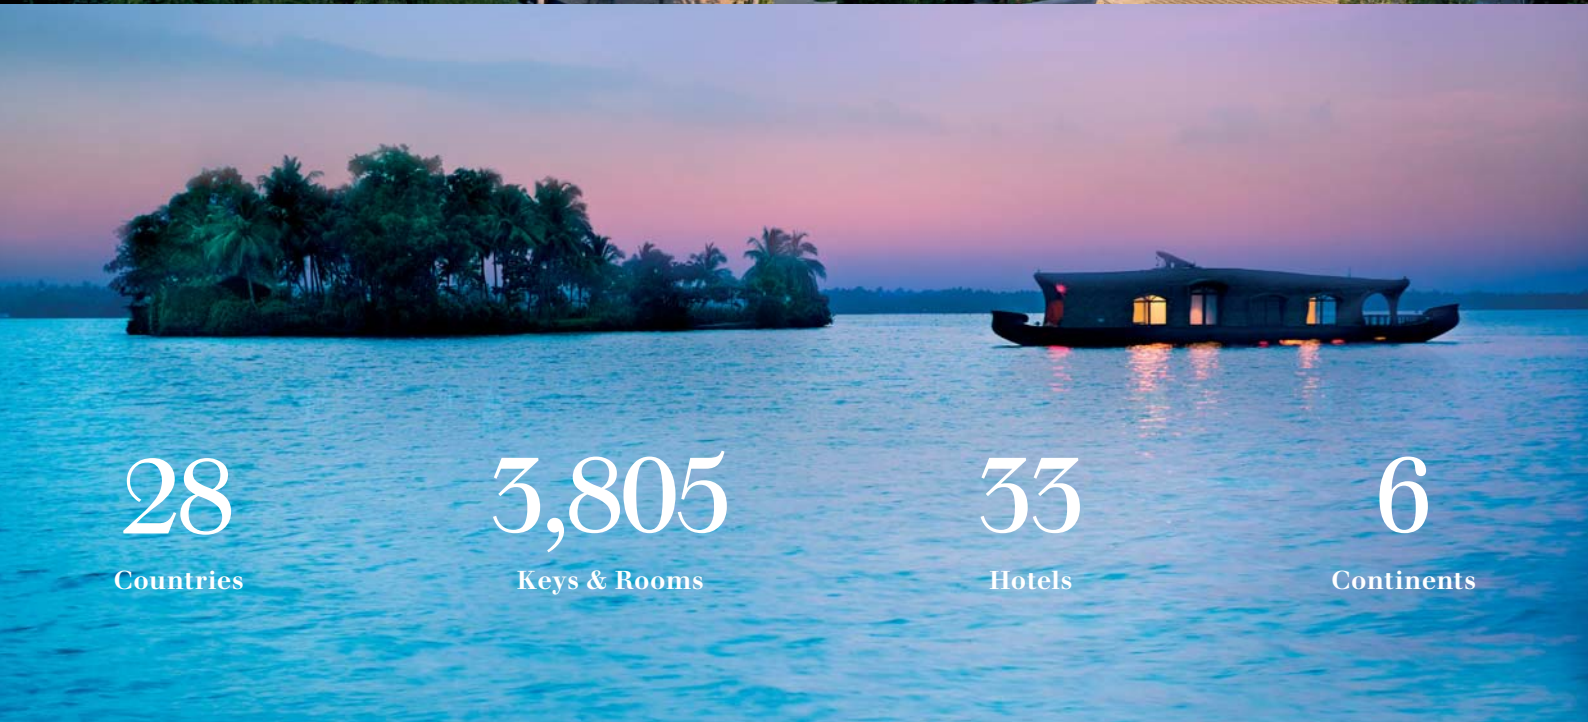 28
Countries
3,805
Keys & Rooms
33
Hotels
6
Continents